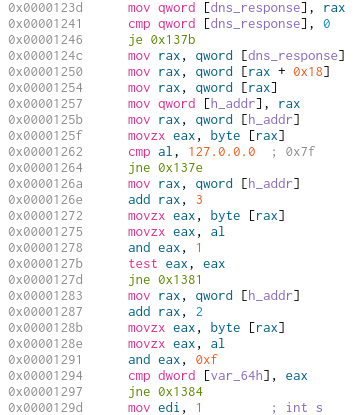 0x0000123d mov qword [dns_response], rax
0x00001241 cmp qword [dns_response], 0
0x00001246 je 0x137b
0x0000124c mov rax, qword [dns_response]
0x00001250 mov rax, qword [rax + 0x18]
0x00001254 mov rax, qword [rax]
0x00001257 mov qword [h_addr], rax
0x0000125b mov rax, qword [h_addr]
0x0000125f movzx eax, byte [rax]
0x00001262 cmp al, 127.0.0.0 ; 0x7f
0x00001264 jne 0x137e
0x0000126a mov rax, qword [h_addr]
0x0000126e add rax, 3
0x00001272 movzx eax, byte [rax]
0x00001275 movzx eax, al
0x00001278 and eax, 1
0x0000127b test eax, eax
0x0000127d jne 0x1381
0x00001283 mov rax, qword [h_addr]
0x00001287 add rax, 2
0x0000128b movzx eax, byte [rax]
0x0000128e movzx eax, al
0x00001291 and eax, 0xf
0x00001294 cmp dword [var_64h], eax
0x00001297 jne 0x1384
0x0000129d mov edi, 1 ; int s